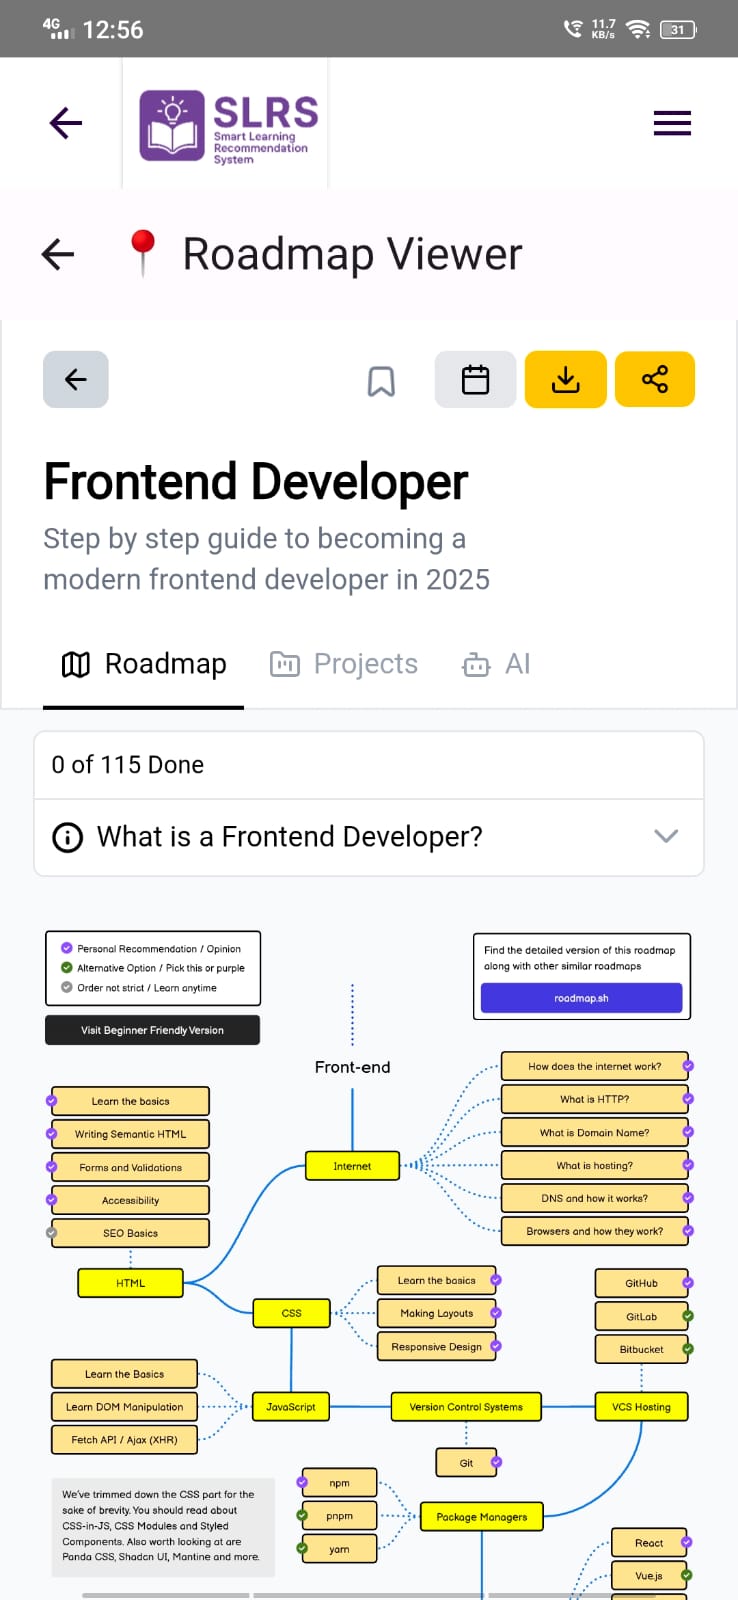 4G 12:56 11.7 KB/s 31
SLRS
Smart Learning
Recommendation
System
Roadmap Viewer
Frontend Developer
Step by step guide to becoming a
modern frontend developer in 2025
Roadmap Projects AI
0 of 115 Done
What is a Frontend Developer?
Personal Recommendation / Opinion
Alternative Option / Pick this or purple
Order not strict / Learn anytime
Visit Beginner Friendly Version
Find the detailed version of this roadmap
along with other similar roadmaps
roadmap.sh
Front-end
Internet
How does the internet work?
What is HTTP?
What is Domain Name?
What is hosting?
DNS and how it works?
Browsers and how they work?
Learn the basics
Writing Semantic HTML
Forms and Validations
Accessibility
SEO Basics
HTML
CSS
Learn the basics
Making Layouts
Responsive Design
GitHub
GitLab
Bitbucket
Learn the Basics
Learn DOM Manipulation
Fetch API / Ajax (XHR)
JavaScript
Version Control Systems
VCS Hosting
Git
We've trimmed down the CSS part for the
sake of brevity. You should read about
CSS-in-JS, CSS Modules and Styled
Components. Also worth looking at are
Panda CSS, Shadcn UI, Mantine and more.
npm
pnpm
yarn
Package Managers
React
Vue.js